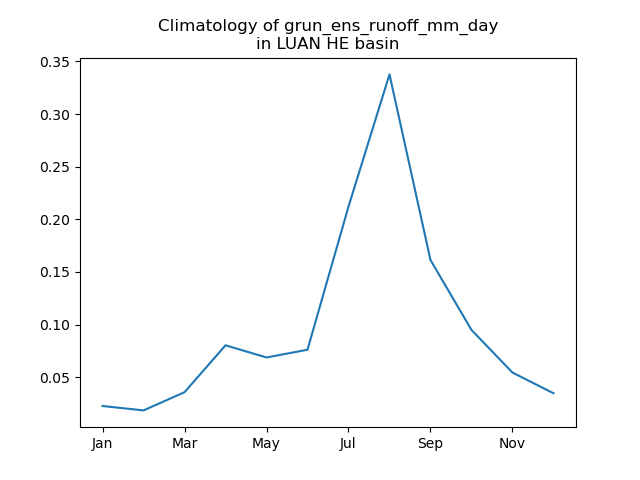 Climatology of grun_ens_runoff_mm_day
in LUAN HE basin
0.35
0.30
0.25
0.20
0.15
0.10
0.05
Jan Mar May Jul Sep Nov